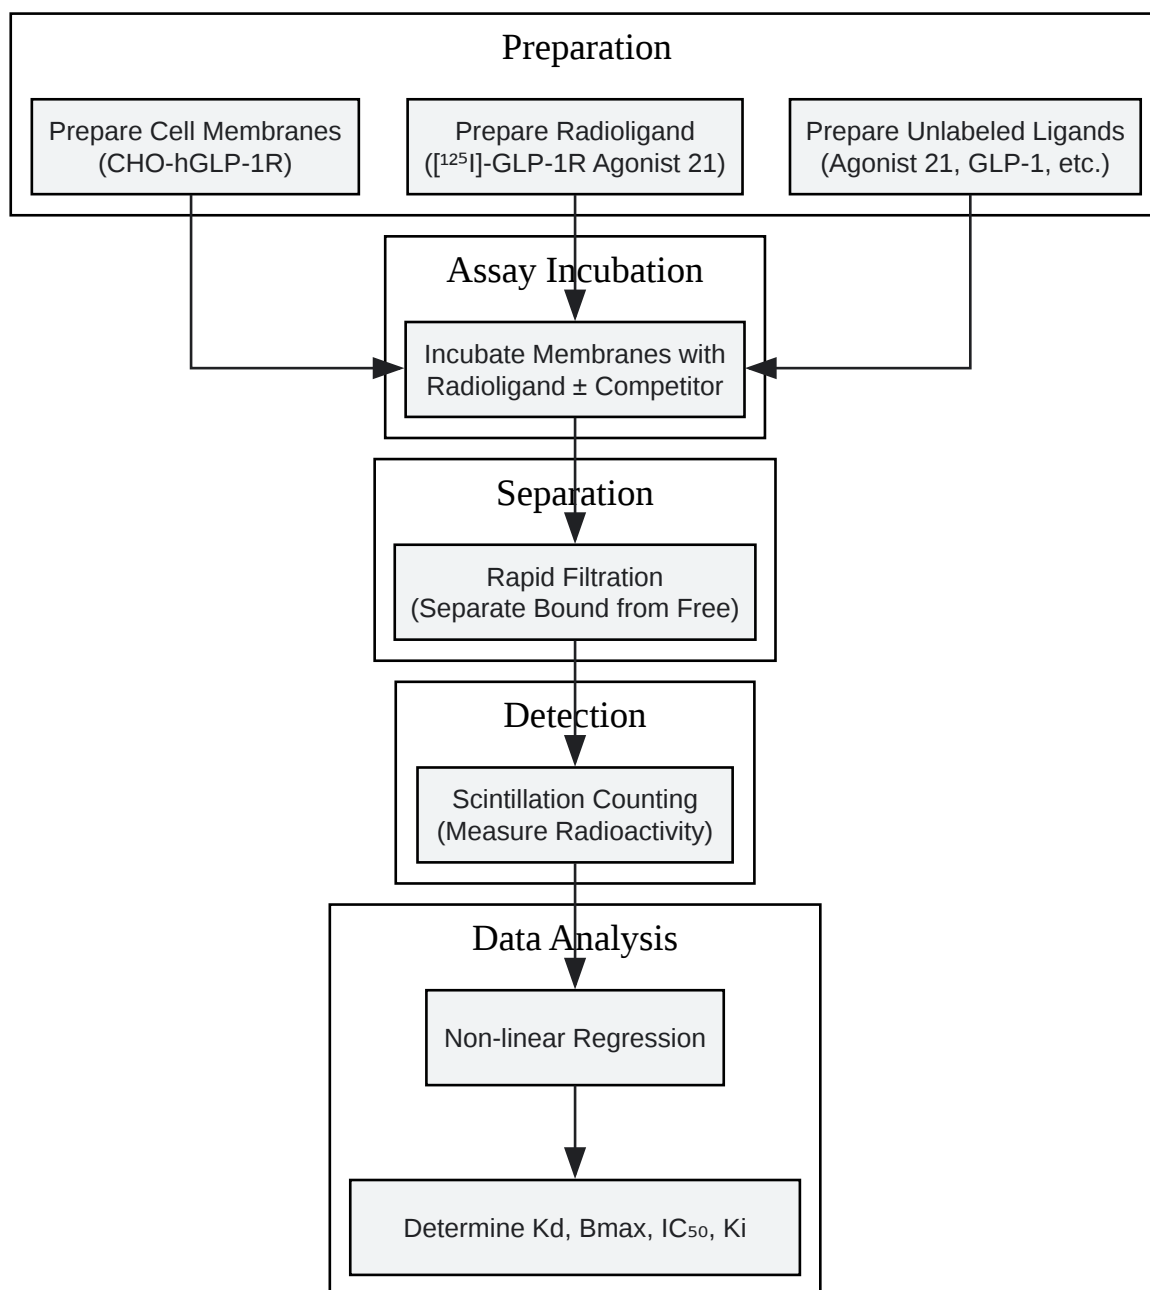 Preparation
Prepare Cell Membranes
(CHO-hGLP-1R)
Prepare Radioligand
([¹²⁵I]-GLP-1R Agonist 21)
Prepare Unlabeled Ligands
(Agonist 21, GLP-1, etc.)
Assay Incubation
Incubate Membranes with
Radioligand ± Competitor
Separation
Rapid Filtration
(Separate Bound from Free)
Detection
Scintillation Counting
(Measure Radioactivity)
Data Analysis
Non-linear Regression
Determine Kd, Bmax, IC₅₀, Ki